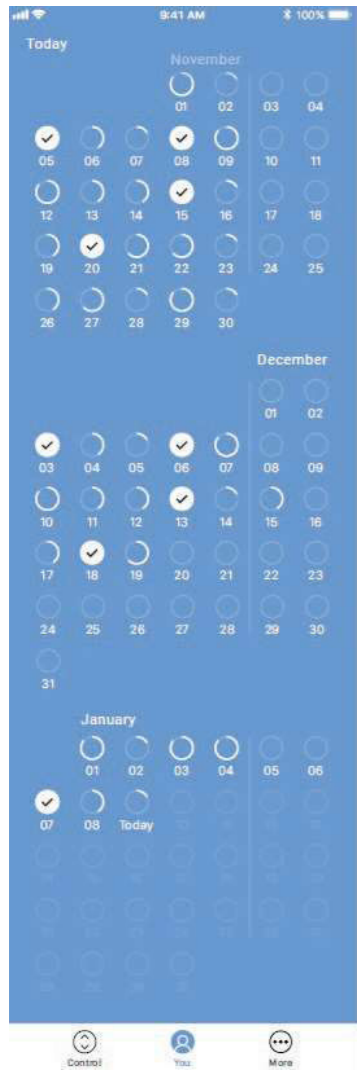 9:41 AM 100%
Today
November
01 02 03 04
05 06 07 08 09 10 11
12 13 14 15 16 17 18
19 20 21 22 23 24 25
26 27 28 29 30
December
01 02
03 04 05 06 07 08 09
10 11 12 13 14 15 16
17 18 19 20 21 22 23
24 25 26 27 28 29 30
31
January
01 02 03 04 05 06
07 08 Today
Control You More